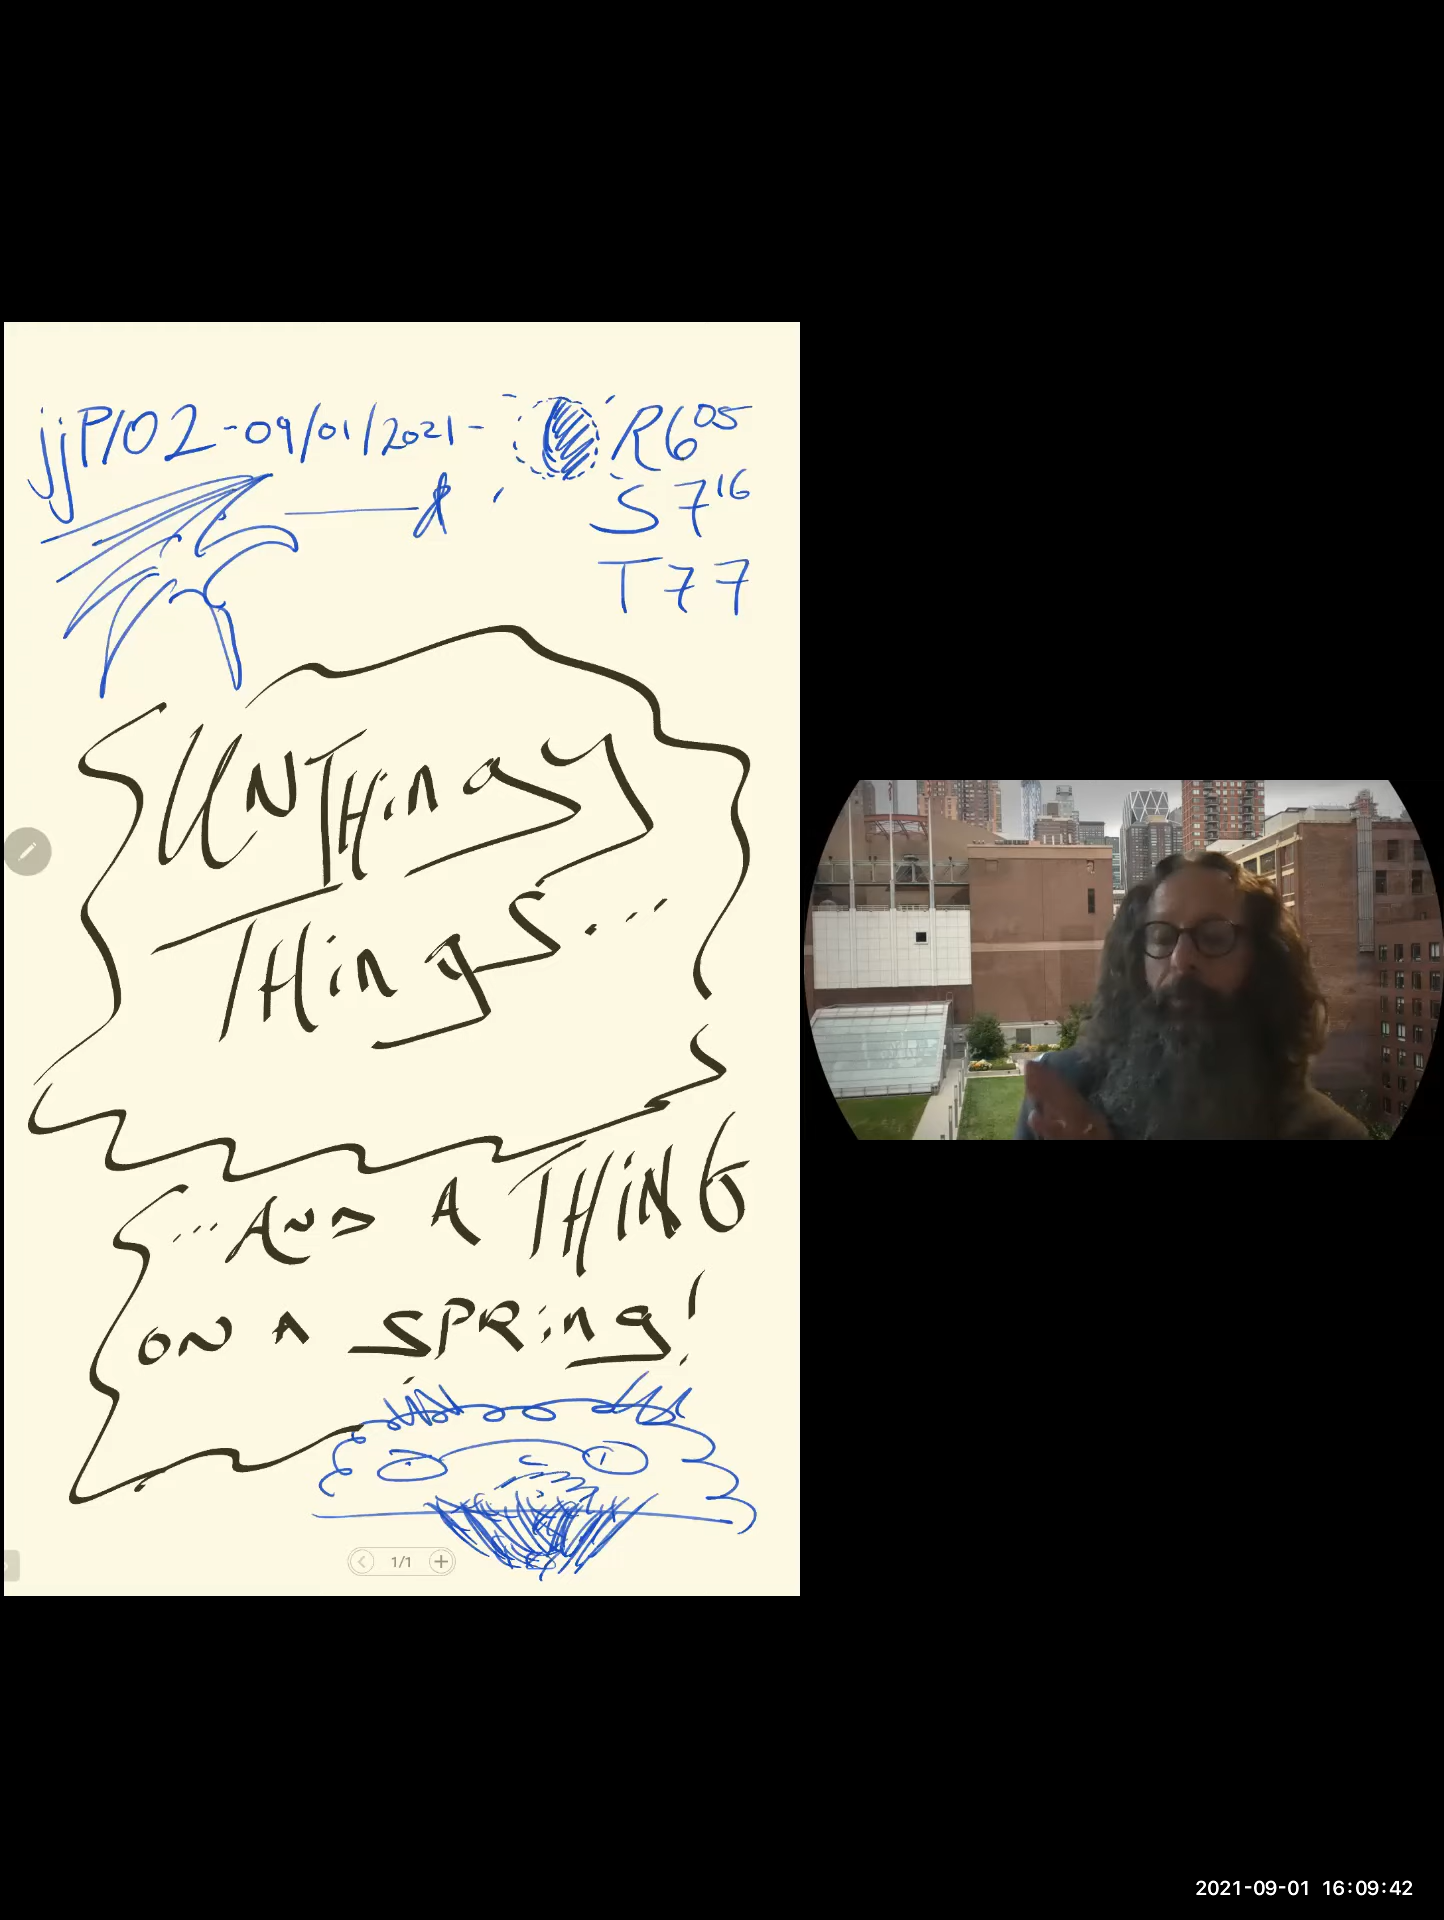 jjP102-09/01/2021-
R605
S716
T77
UNTHingy
THings...
...AND A THiNG
ON A SPRing!
1/1
2021-09-01 16:09:42